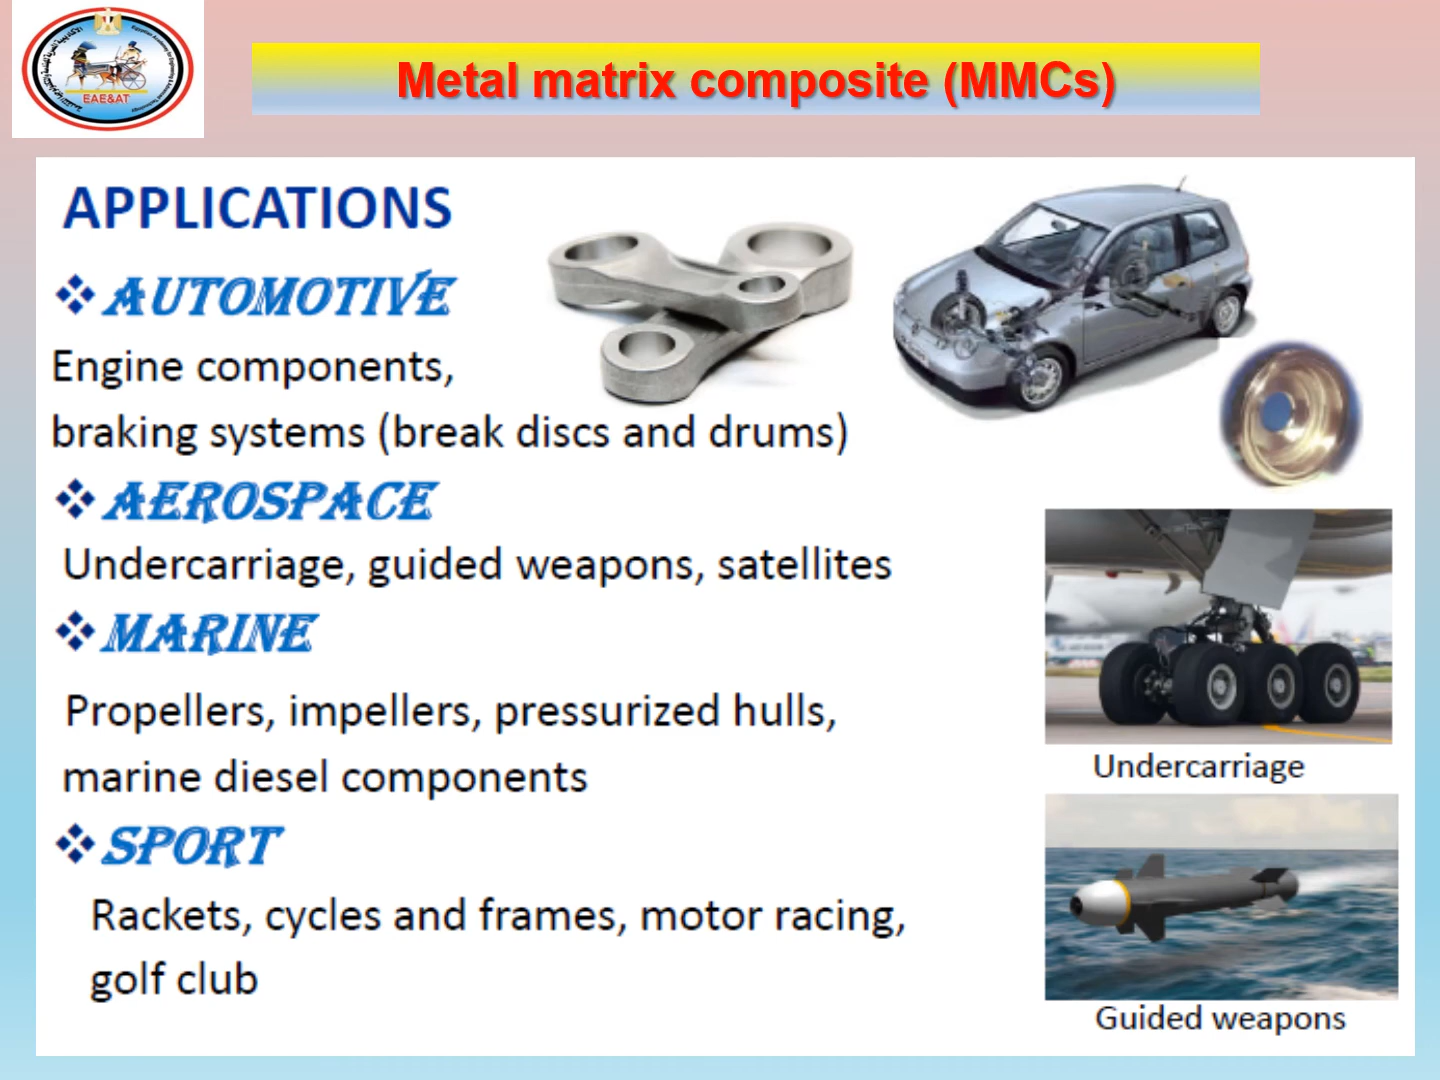 EAE&AT
Metal matrix composite (MMCs)
APPLICATIONS
AUTOMOTIVE
Engine components,
braking systems (break discs and drums)
AEROSPACE
Undercarriage, guided weapons, satellites
MARINE
Propellers, impellers, pressurized hulls,
marine diesel components
SPORT
Rackets, cycles and frames, motor racing,
golf club
Undercarriage
Guided weapons